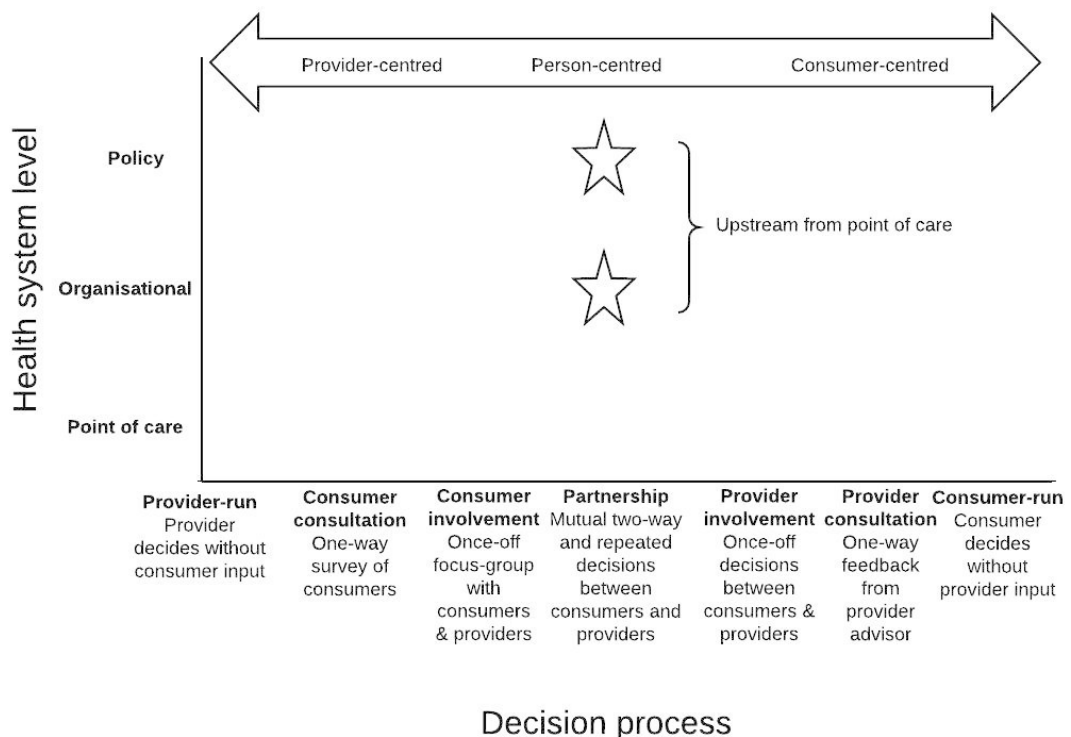 Provider-centred
Person-centred
Consumer-centred
Health system level
Policy
Organisational
Point of care
Upstream from point of care
Provider-run
Provider
decides without
consumer input
Consumer
consultation
One-way
survey of
consumers
Consumer
involvement
Once-off
focus-group
with
consumers
& providers
Partnership
Mutual two-way
and repeated
decisions
between
consumers and
providers
Provider
involvement
Once-off
decisions
between
consumers &
providers
Provider
consultation
One-way
feedback
from
provider
advisor
Consumer-run
Consumer
decides
without
provider input
Decision process